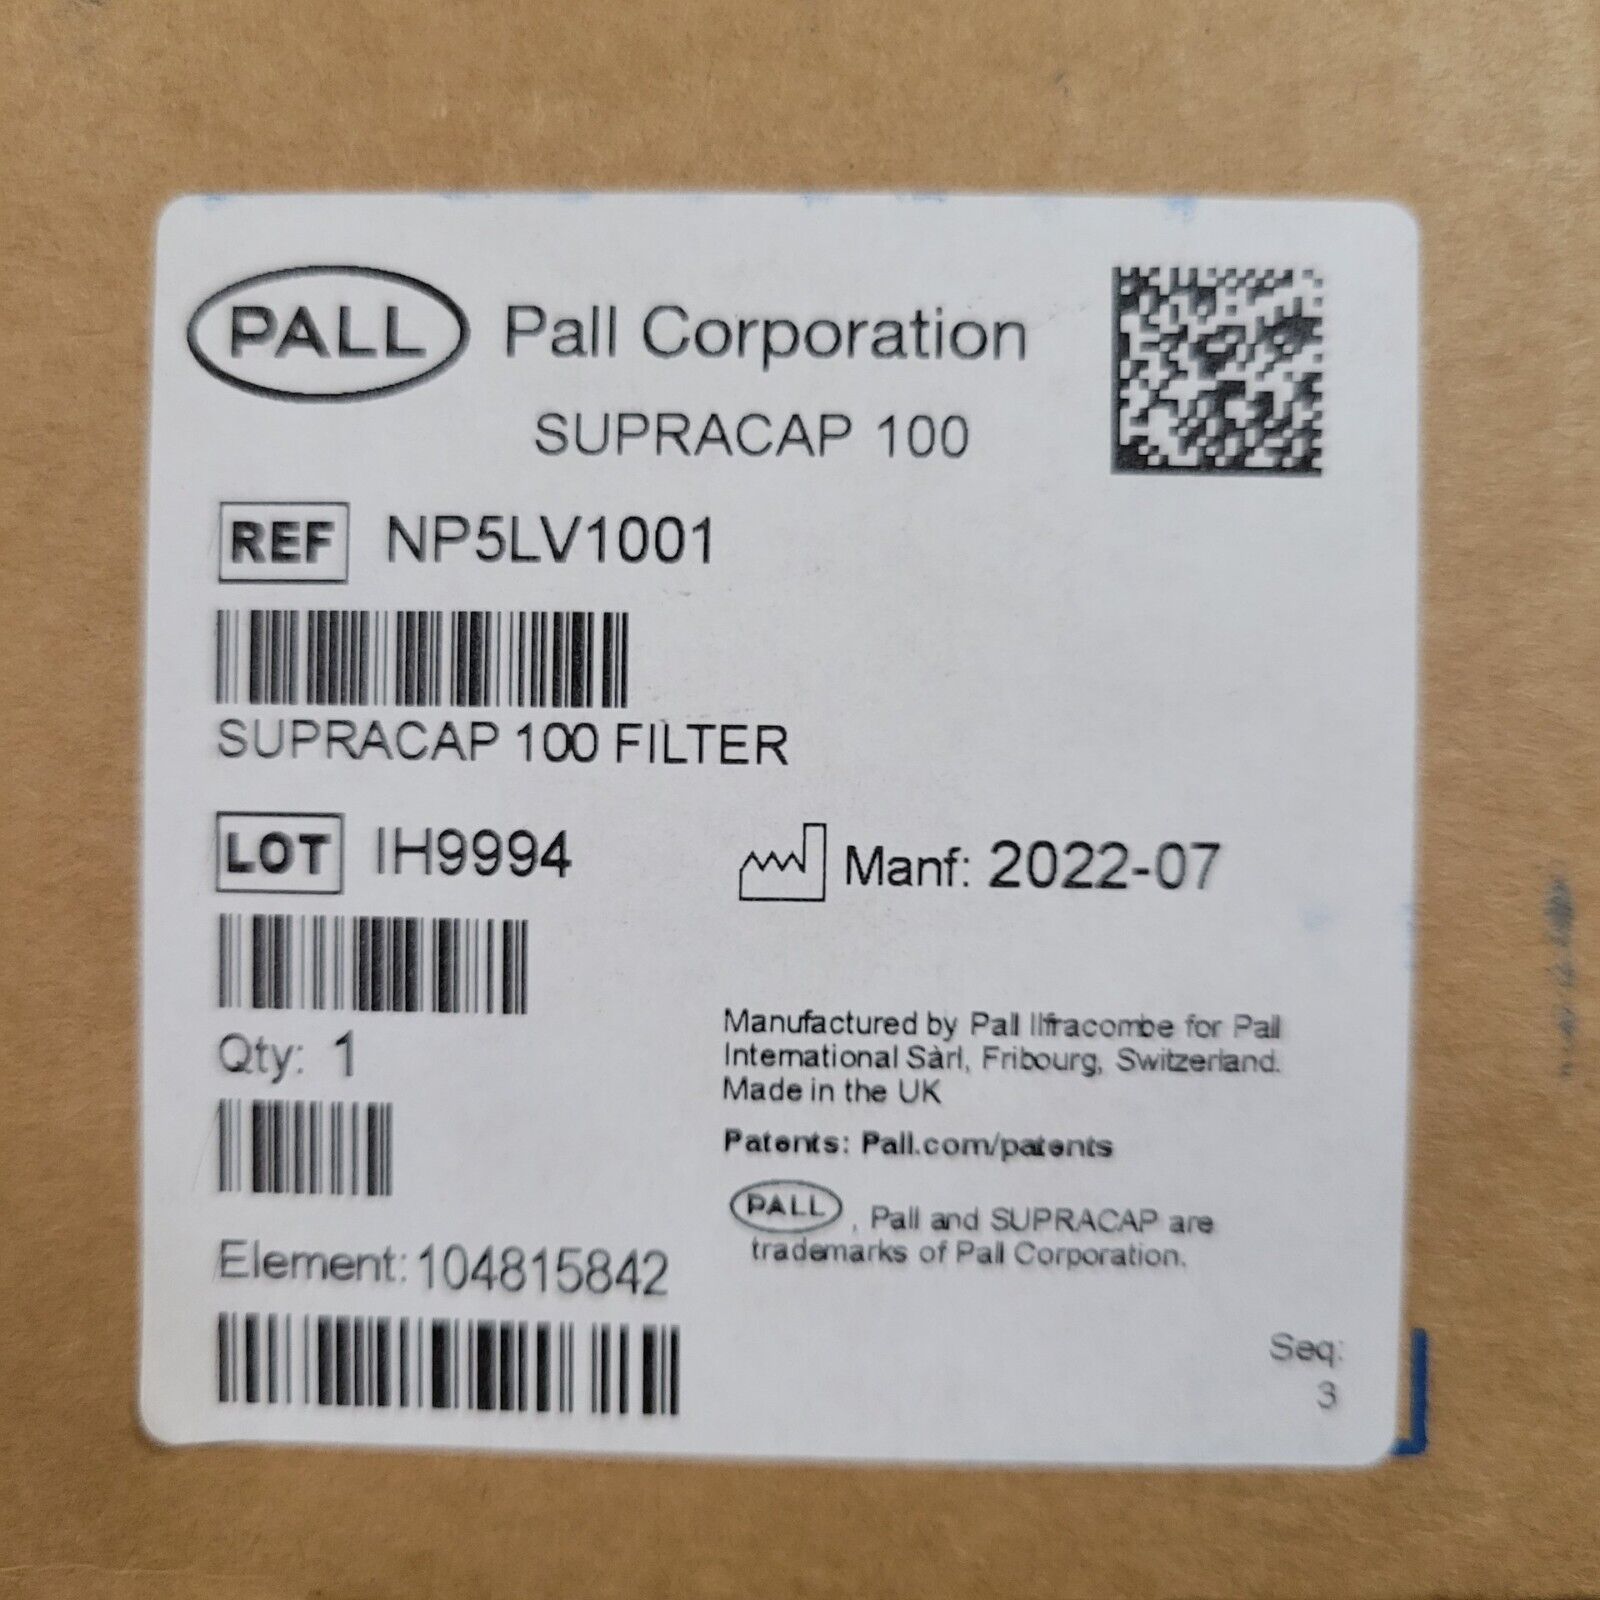 PALL Pall Corporation
SUPRACAP 100
REF NP5LV1001
SUPRACAP 100 FILTER
LOT IH9994
Manf: 2022-07
Qty: 1
Element: 104815842
Manufactured by Pall Ilfracombe for Pall
International Sàrl, Fribourg, Switzerland.
Made in the UK
Patents: Pall.com/patents
PALL, Pall and SUPRACAP are
trademarks of Pall Corporation.
Seq:
3